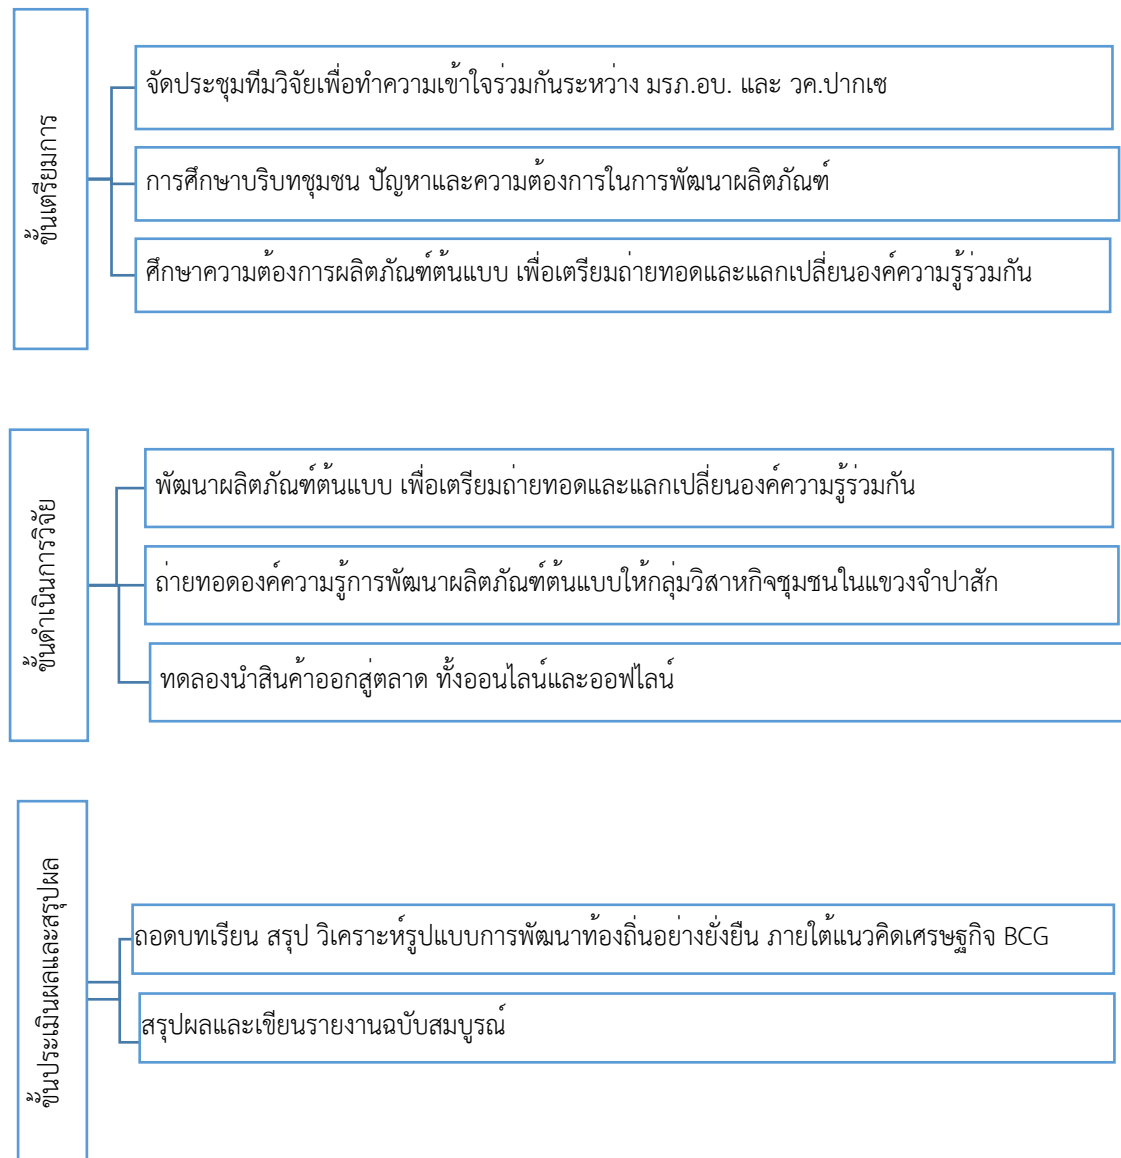 ขั้นเตรียมการ
จัดประชุมทีมวิจัยเพื่อทำความเข้าใจร่วมกันระหว่าง มรภ.อบ. และ วค.ปากเซ
การศึกษาบริบทชุมชน ปัญหาและความต้องการในการพัฒนาผลิตภัณฑ์
ศึกษาความต้องการผลิตภัณฑ์ต้นแบบ เพื่อเตรียมถ่ายทอดและแลกเปลี่ยนองค์ความรู้ร่วมกัน
ขั้นดำเนินการวิจัย
พัฒนาผลิตภัณฑ์ต้นแบบ เพื่อเตรียมถ่ายทอดและแลกเปลี่ยนองค์ความรู้ร่วมกัน
ถ่ายทอดองค์ความรู้การพัฒนาผลิตภัณฑ์ต้นแบบให้กลุ่มวิสาหกิจชุมชนในแขวงจำปาสัก
ทดลองนำสินค้าออกสู่ตลาด ทั้งออนไลน์และออฟไลน์
ขั้นประเมินผลและสรุปผล
ถอดบทเรียน สรุป วิเคราะห์รูปแบบการพัฒนาท้องถิ่นอย่างยั่งยืน ภายใต้แนวคิดเศรษฐกิจ BCG
สรุปผลและเขียนรายงานฉบับสมบูรณ์